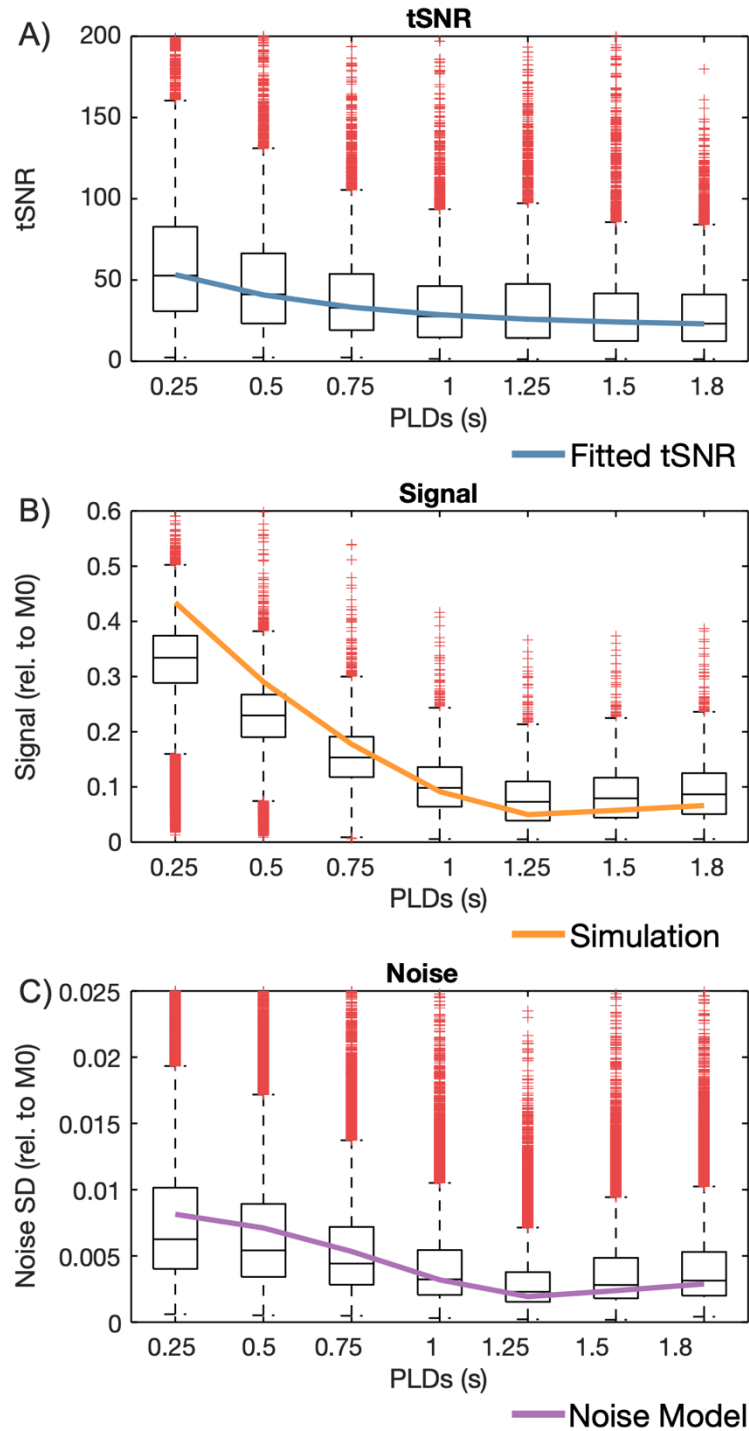 A)
tSNR
200
150
100
50
0
tSNR
0.25 0.5 0.75 1 1.25 1.5 1.8
PLDs (s)
Fitted tSNR
B)
Signal
0.6
0.5
0.4
0.3
0.2
0.1
0
Signal (rel. to M0)
0.25 0.5 0.75 1 1.25 1.5 1.8
PLDs (s)
Simulation
C)
Noise
0.025
0.02
0.015
0.01
0.005
0
Noise SD (rel. to M0)
0.25 0.5 0.75 1 1.25 1.5 1.8
PLDs (s)
Noise Model